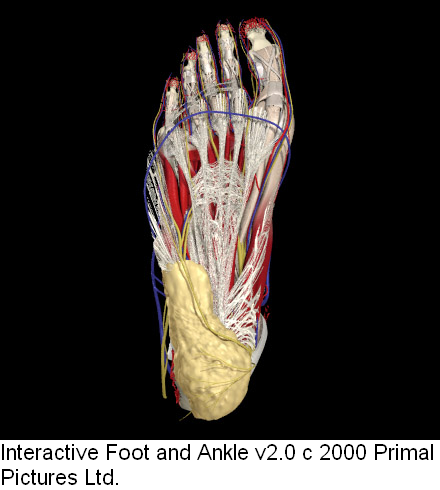 Interactive Foot and Ankle v2.0 c 2000 Primal
Pictures Ltd.